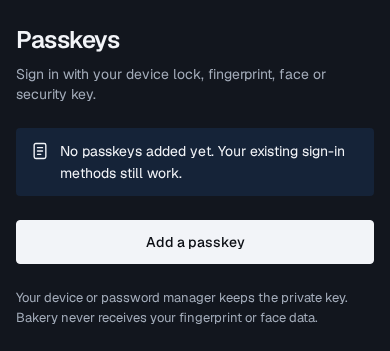 Passkeys
Sign in with your device lock, fingerprint, face or
security key.
No passkeys added yet. Your existing sign-in
methods still work.
Add a passkey
Your device or password manager keeps the private key.
Bakery never receives your fingerprint or face data.